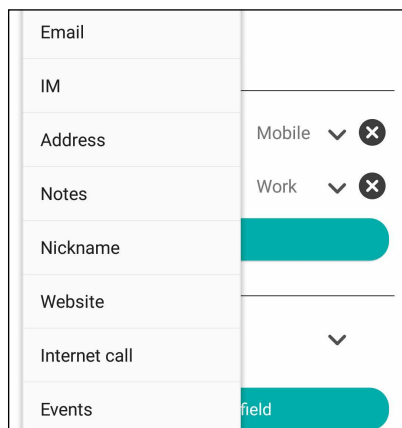 Email
IM
Address
Mobile
Notes
Work
Nickname
Website
Internet call
Events
field